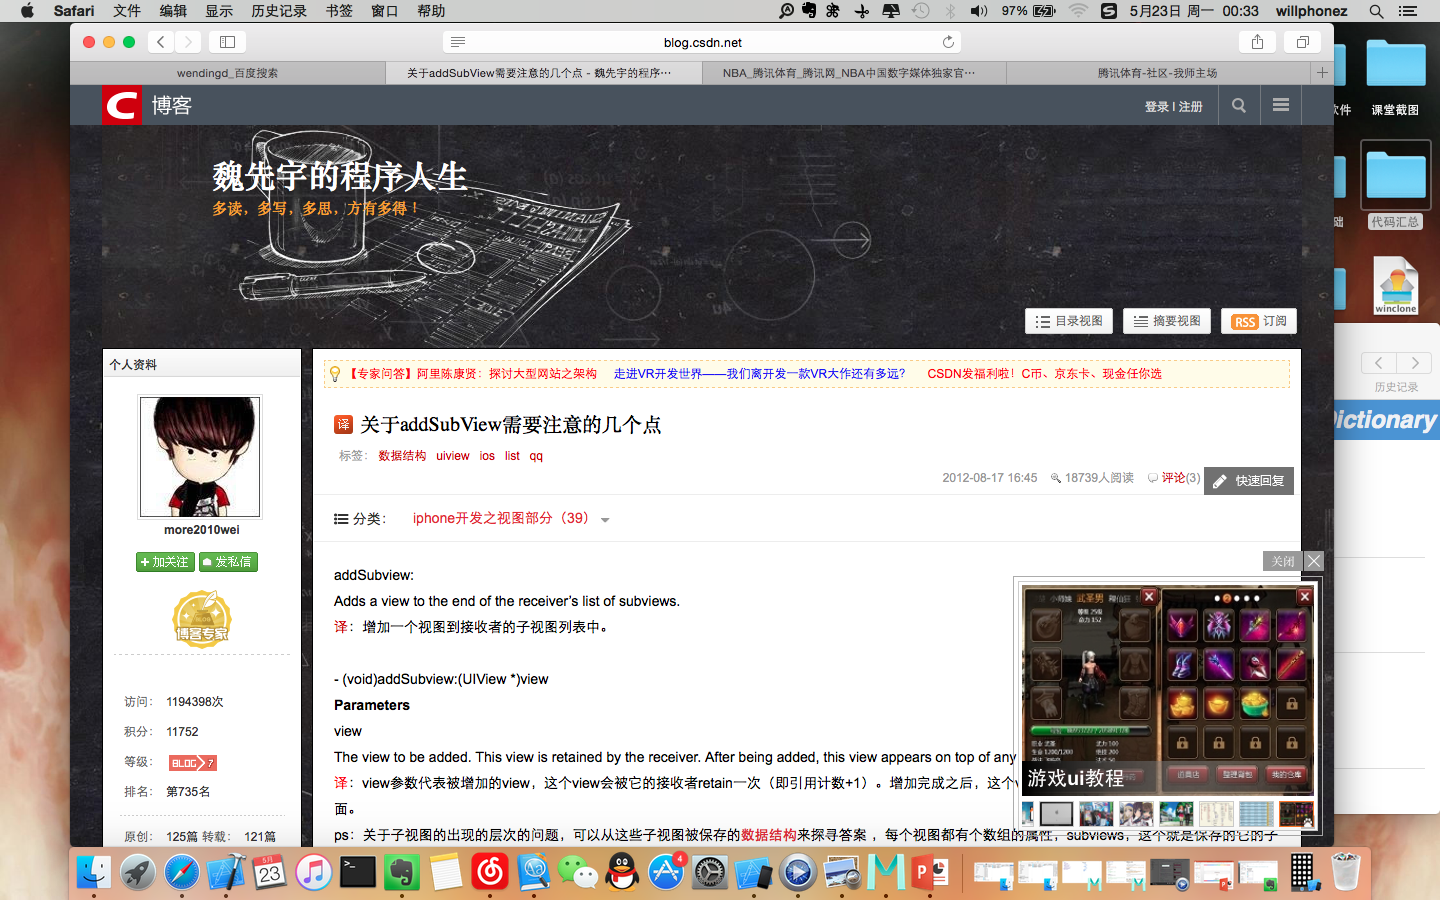 Safari 文件 编辑 显示 历史记录 书签 窗口 帮助 97% 5月23日 周一 00:33 willphonez
blog.csdn.net
wendingd_百度搜索 关于addSubView需要注意的几个点 - 魏先宇的程序… NBA_腾讯体育_腾讯网_NBA中国数字媒体独家官… 腾讯体育-社区-我师主场
博客 登录 | 注册
软件 课堂截图
魏先宇的程序人生
多读，多写，多思，方有多得！
代码汇总
winclone
目录视图 摘要视图 RSS 订阅
个人资料
【专家问答】阿里陈康贤：探讨大型网站之架构 走进VR开发世界——我们离开发一款VR大作还有多远? CSDN发福利啦！C币、京东卡、现金任你选
历史记录
Dictionary
译 关于addSubView需要注意的几个点
标签： 数据结构 uiview ios list qq
2012-08-17 16:45 18739人阅读 评论(3) 快速回复
分类： iphone开发之视图部分（39）
more2010wei
加关注 发私信
博客专家
访问： 1194398次
积分： 11752
等级： BLOG 7
排名： 第735名
原创： 125篇 转载： 121篇
addSubview:
Adds a view to the end of the receiver's list of subviews.
译：增加一个视图到接收者的子视图列表中。
- (void)addSubview:(UIView *)view
Parameters
view
The view to be added. This view is retained by the receiver. After being added, this view appears on top of any
译：view参数代表被增加的view，这个view会被它的接收者retain一次（即引用计数+1）。增加完成之后，这个
面。
ps：关于子视图的出现的层次的问题，可以从这些子视图被保存的数据结构来探寻答案，每个视图都有个数组的属性，subviews，这个就是保存的它的子
关闭
武圣男
游戏ui教程
道具店 整理背包 我的仓库
5月
23
4